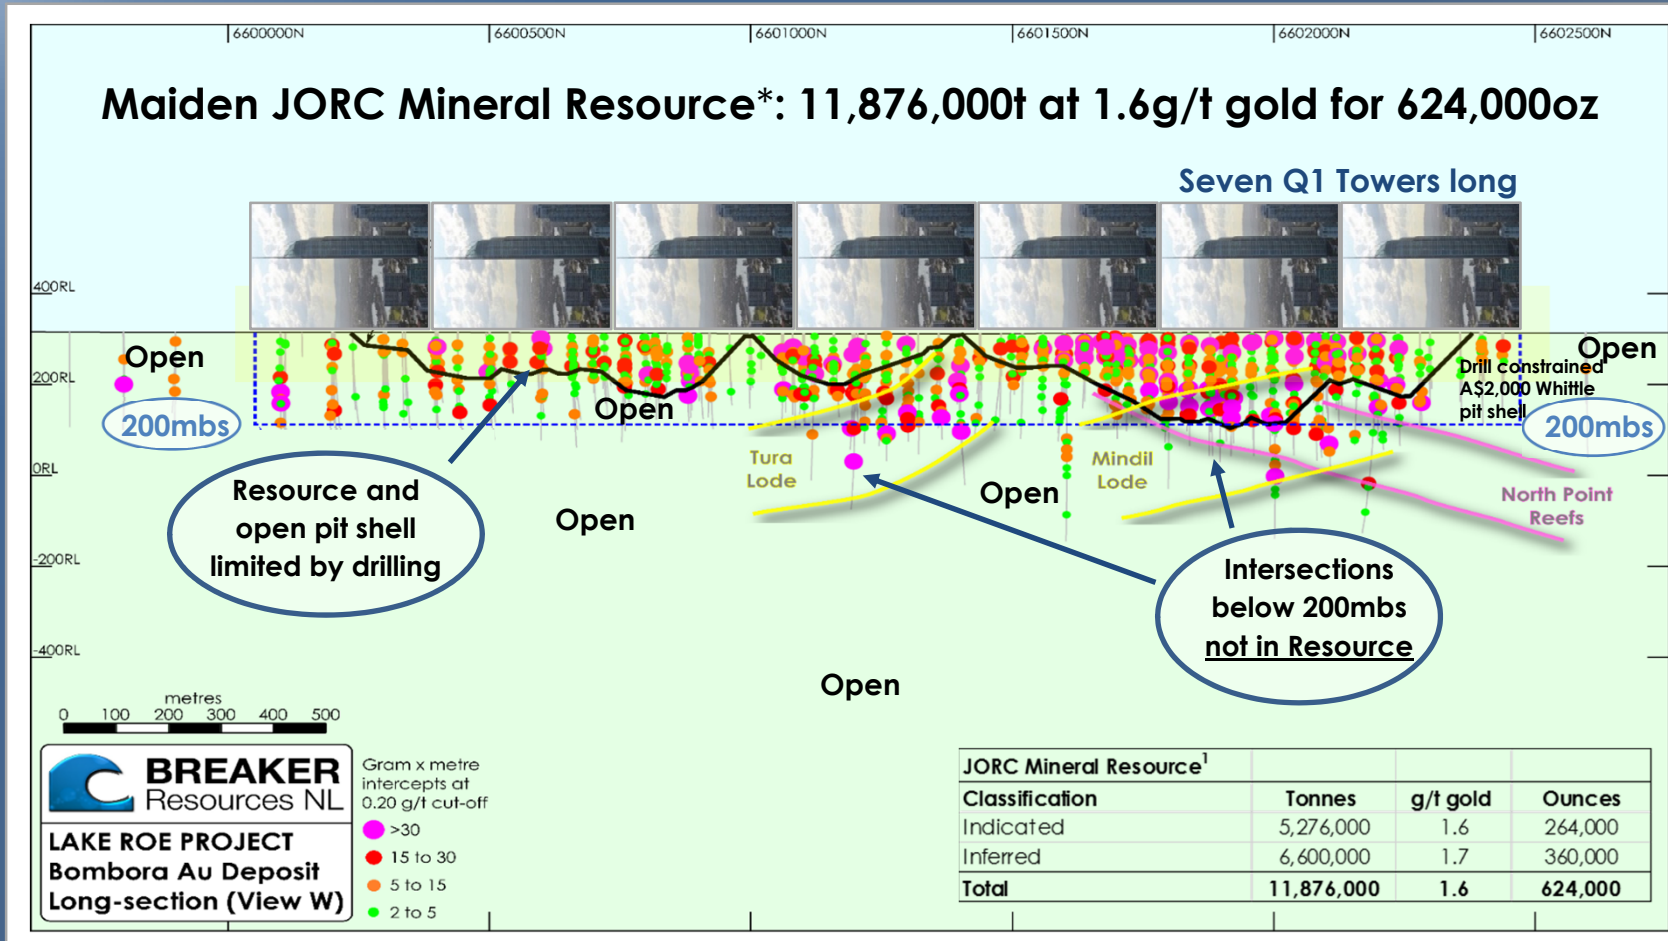 6600000N 6600500N 6601000N 6601500N 6602000N 6602500N
Maiden JORC Mineral Resource*: 11,876,000t at 1.6g/t gold for 624,000oz
Seven Q1 Towers long
400RL
200RL
0RL
-200RL
-400RL
Open
200mbs
Open
Open
Drill constrained
A$2,000 Whittle
pit shell
200mbs
Tura
Lode
Mindil
Lode
North Point
Reefs
Open
Open
Open
Resource and
open pit shell
limited by drilling
Intersections
below 200mbs
not in Resource
metres
0 100 200 300 400 500
BREAKER
Resources NL
LAKE ROE PROJECT
Bombora Au Deposit
Long-section (View W)
Gram x metre
intercepts at
0.20 g/t cut-off
>30
15 to 30
5 to 15
2 to 5
JORC Mineral Resource¹
Classification Tonnes g/t gold Ounces
Indicated 5,276,000 1.6 264,000
Inferred 6,600,000 1.7 360,000
Total 11,876,000 1.6 624,000